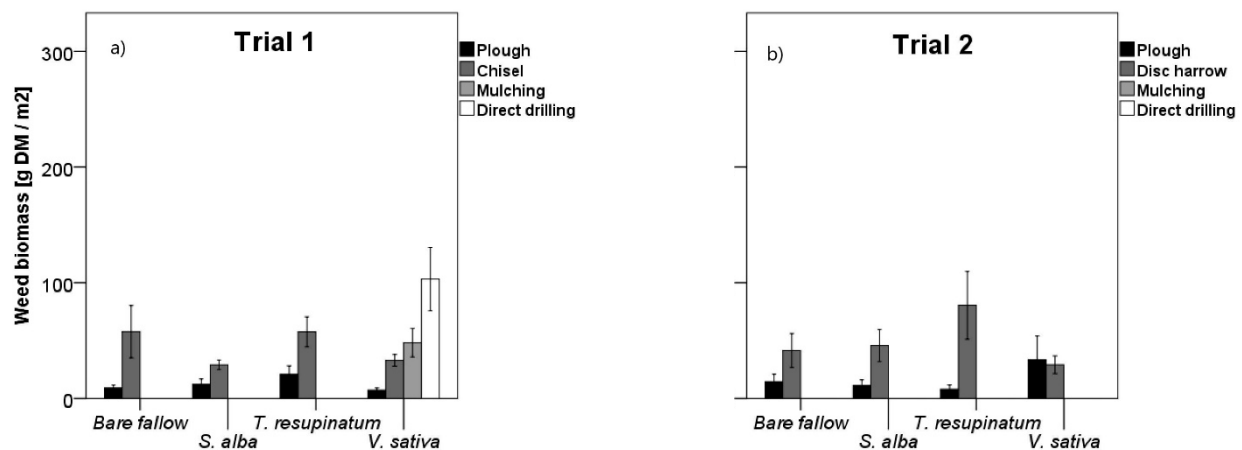 a)
Trial 1
Plough
Chisel
Mulching
Direct drilling
Weed biomass [g DM / m2]
300
200
100
0
Bare fallow
S. alba
T. resupinatum
V. sativa
b)
Trial 2
Plough
Disc harrow
Mulching
Direct drilling
Bare fallow
S. alba
T. resupinatum
V. sativa